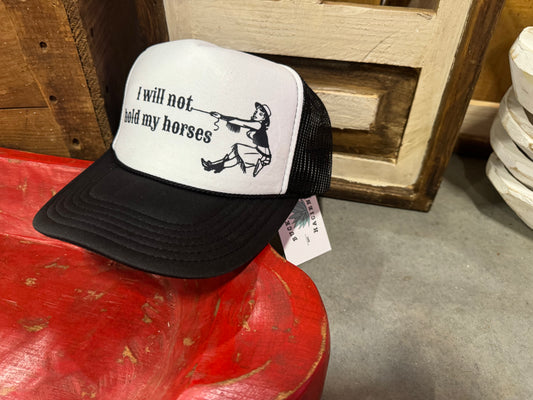 I will not
hold my horses